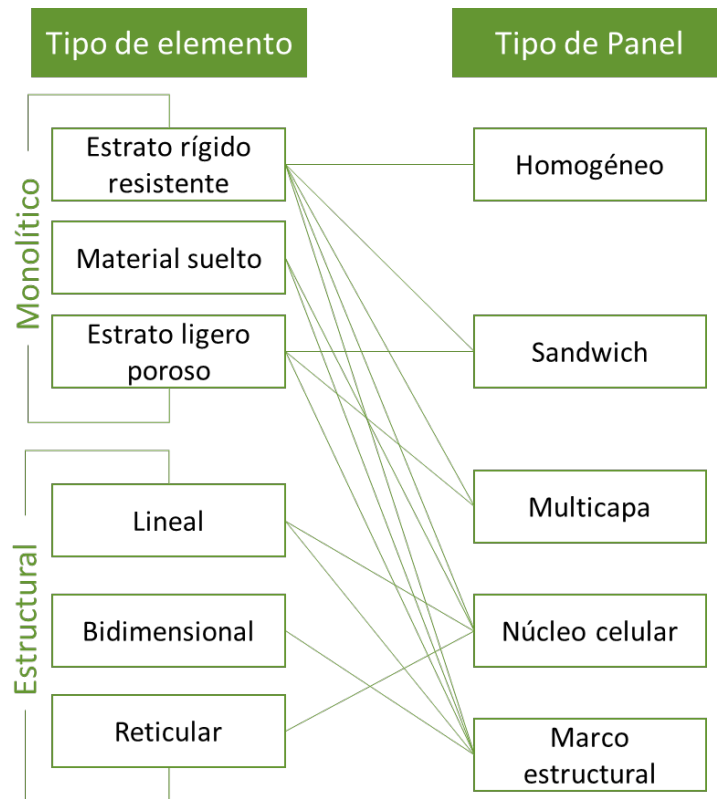 Tipo de elemento
Tipo de Panel
Monolítico
Estrato rígido
resistente
Material suelto
Estrato ligero
poroso
Estructural
Lineal
Bidimensional
Reticular
Homogéneo
Sandwich
Multicapa
Núcleo celular
Marco
estructural